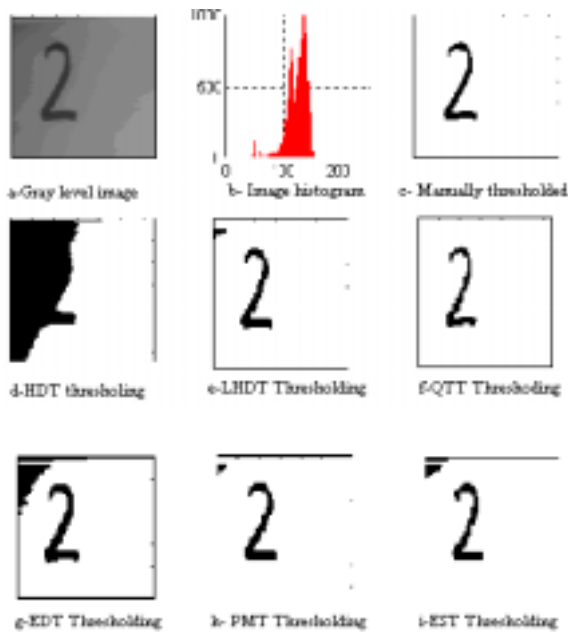 2
1000
600
1
0 100 200
2
a-Gray level image
b- Image histogram
c- Manually thresholded
2
2
d-HDT thresholing
e-LHDT Thresholding
f-QTT Thresholding
2
2
2
g-EDT Thresholding
h- PMT Thresholding
i-EST Thresholding